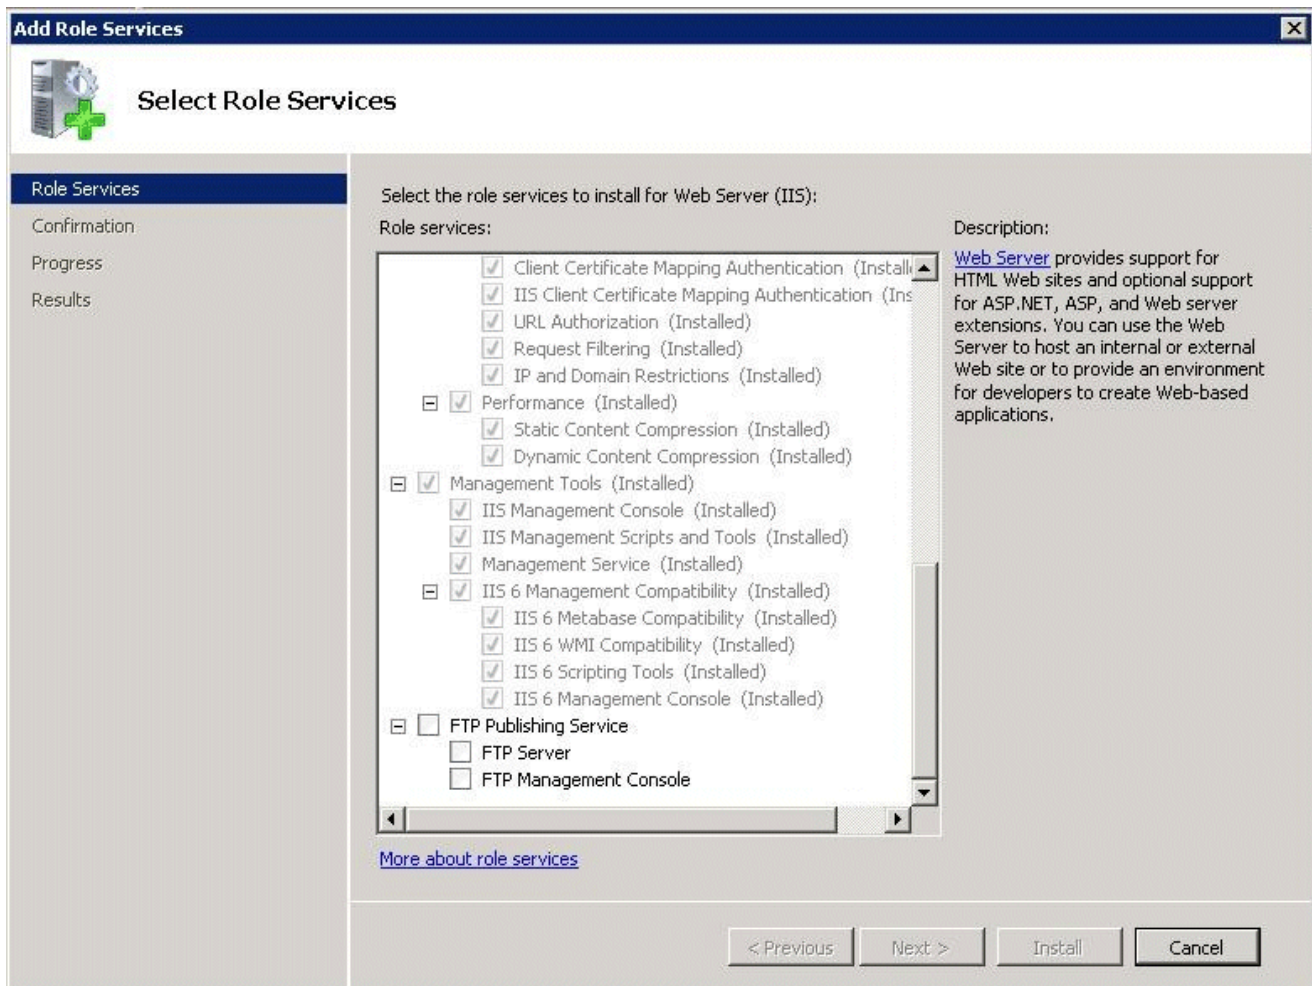 Add Role Services
Select Role Services
Role Services
Confirmation
Progress
Results
Select the role services to install for Web Server (IIS):
Role services:
Client Certificate Mapping Authentication (Install
IIS Client Certificate Mapping Authentication (Ins
URL Authorization (Installed)
Request Filtering (Installed)
IP and Domain Restrictions (Installed)
Performance (Installed)
Static Content Compression (Installed)
Dynamic Content Compression (Installed)
Management Tools (Installed)
IIS Management Console (Installed)
IIS Management Scripts and Tools (Installed)
Management Service (Installed)
IIS 6 Management Compatibility (Installed)
IIS 6 Metabase Compatibility (Installed)
IIS 6 WMI Compatibility (Installed)
IIS 6 Scripting Tools (Installed)
IIS 6 Management Console (Installed)
FTP Publishing Service
FTP Server
FTP Management Console
More about role services
Description:
Web Server provides support for
HTML Web sites and optional support
for ASP.NET, ASP, and Web server
extensions. You can use the Web
Server to host an internal or external
Web site or to provide an environment
for developers to create Web-based
applications.
< Previous
Next >
Install
Cancel